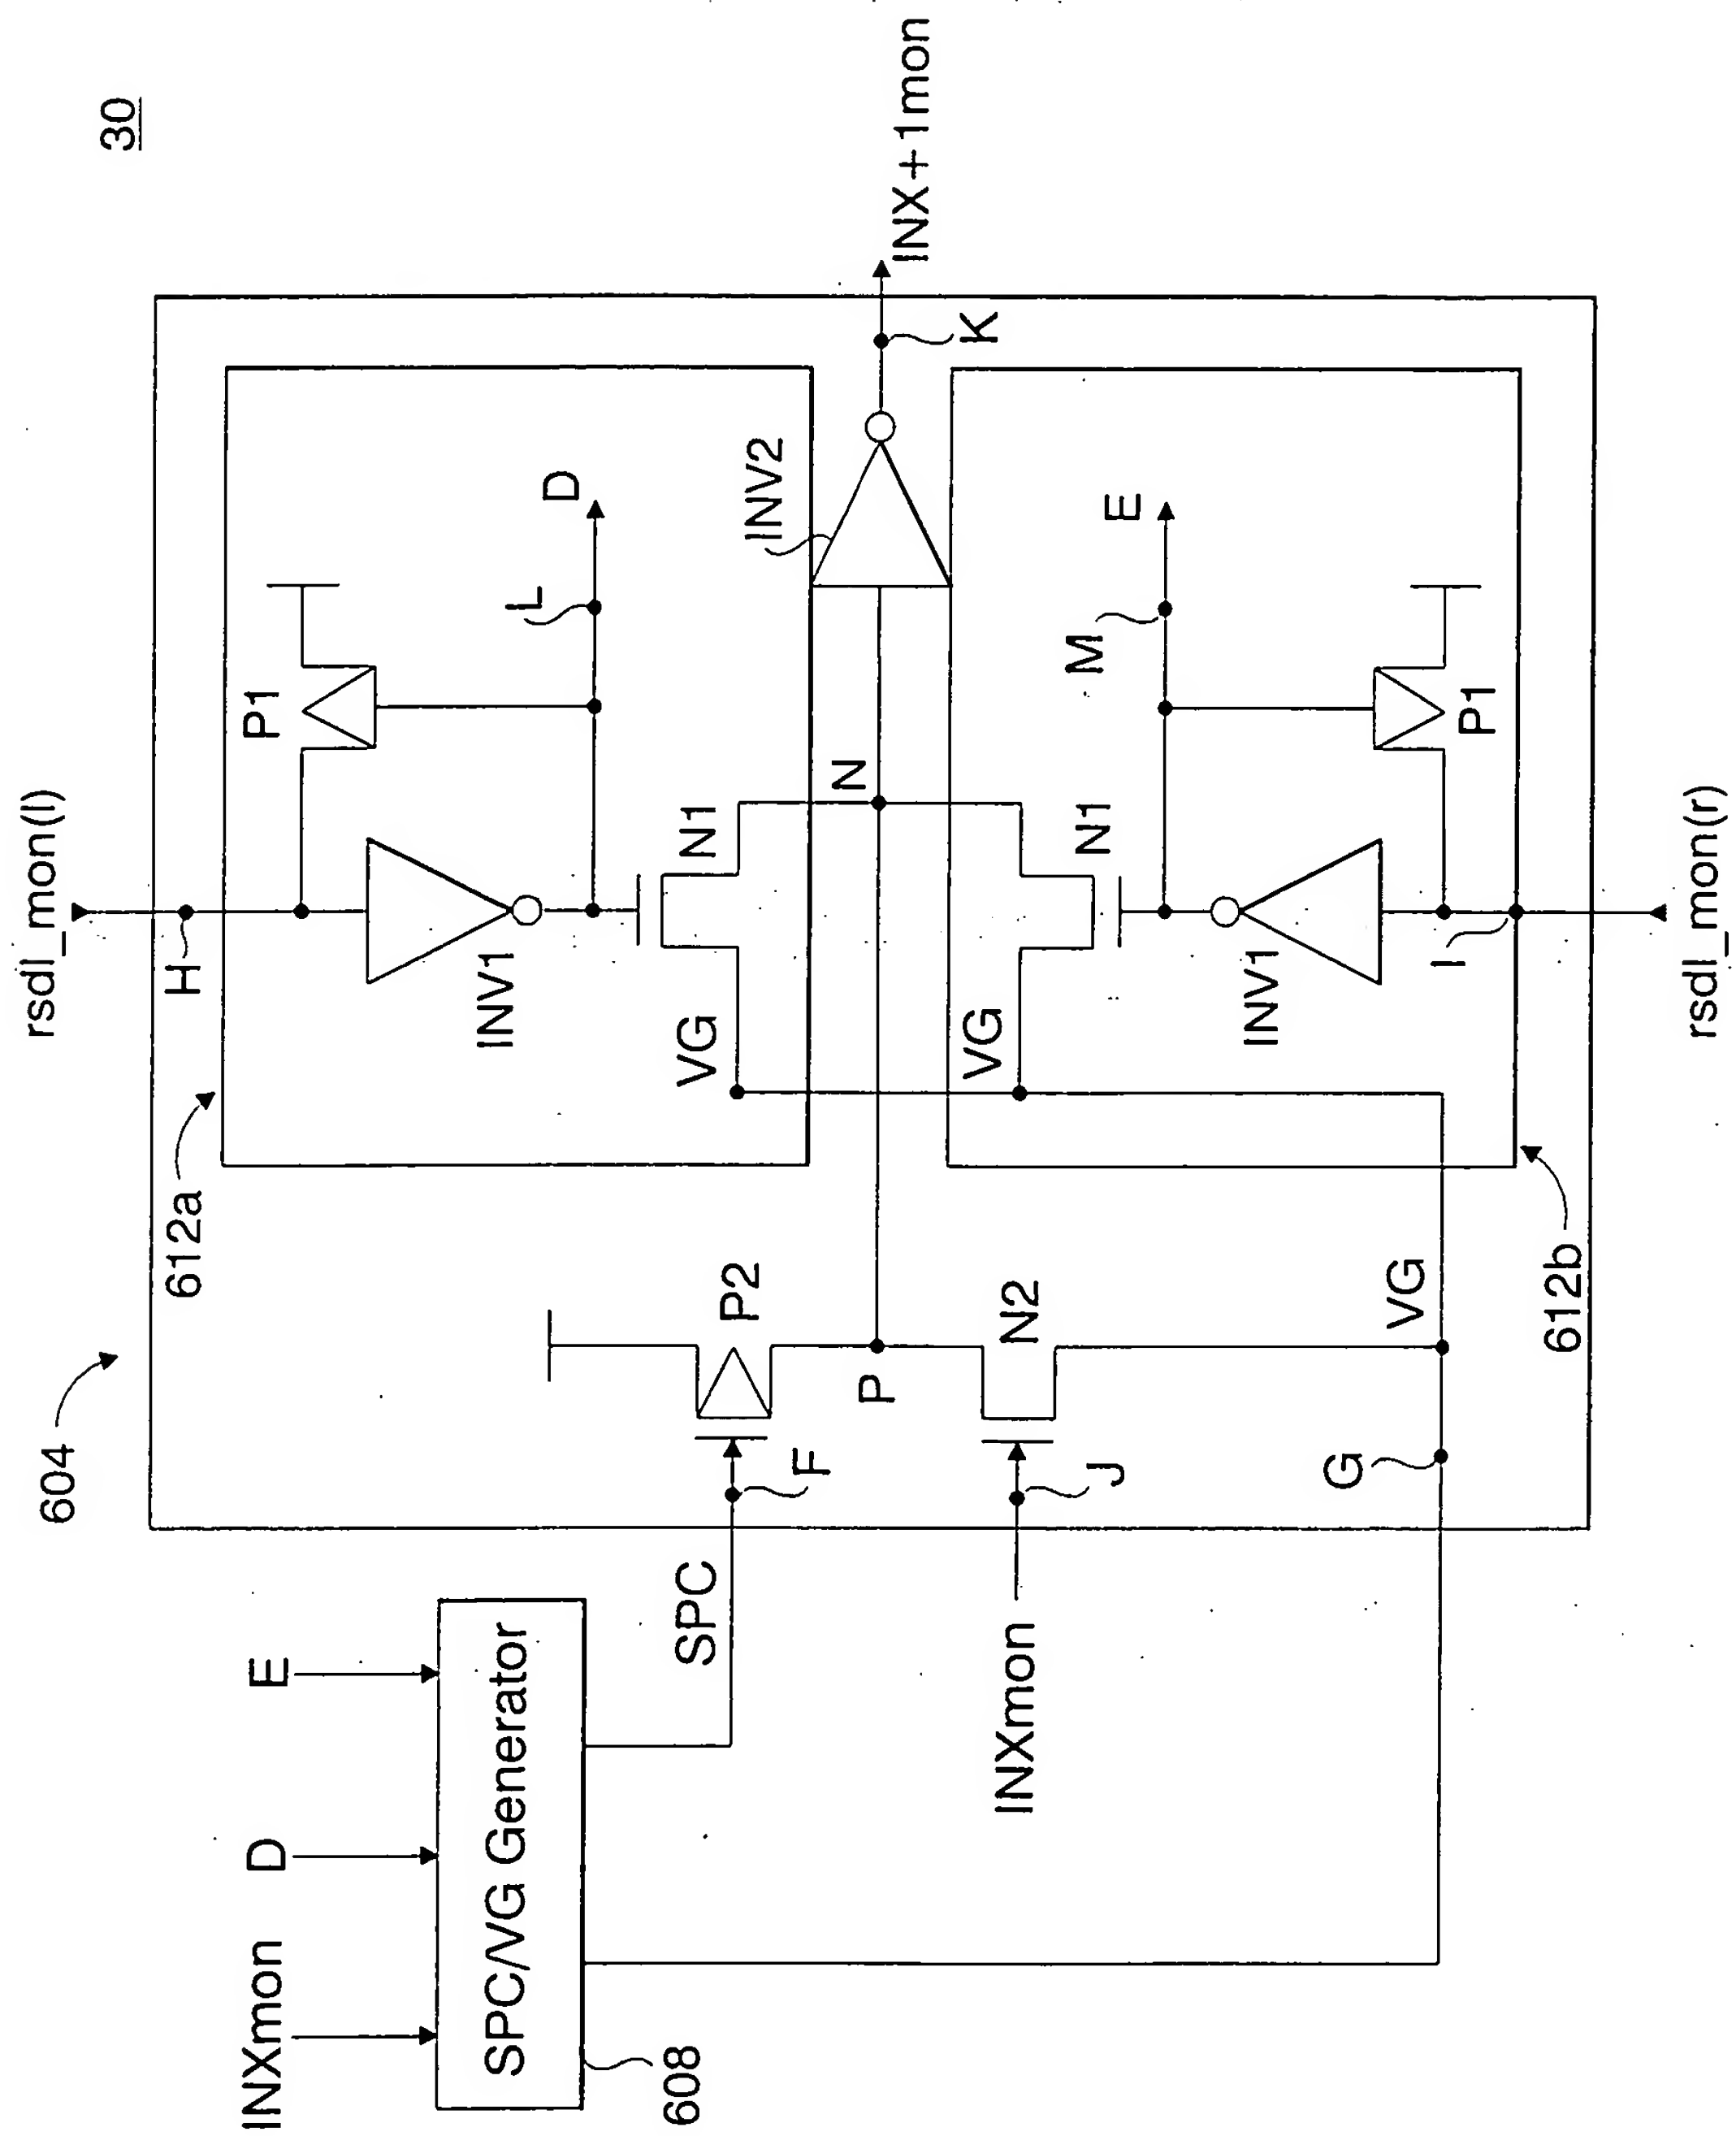 30
604
612a
rsdl_mon(l)
H
P1
INV1
L
D
N1
VG
INXmon
D
E
SPC/VG Generator
608
SPC
F
P2
P
N
INV2
K
INX+1mon
INXmon
J
N2
VG
N1
M
E
INV1
P1
I
G
VG
612b
rsdl_mon(r)